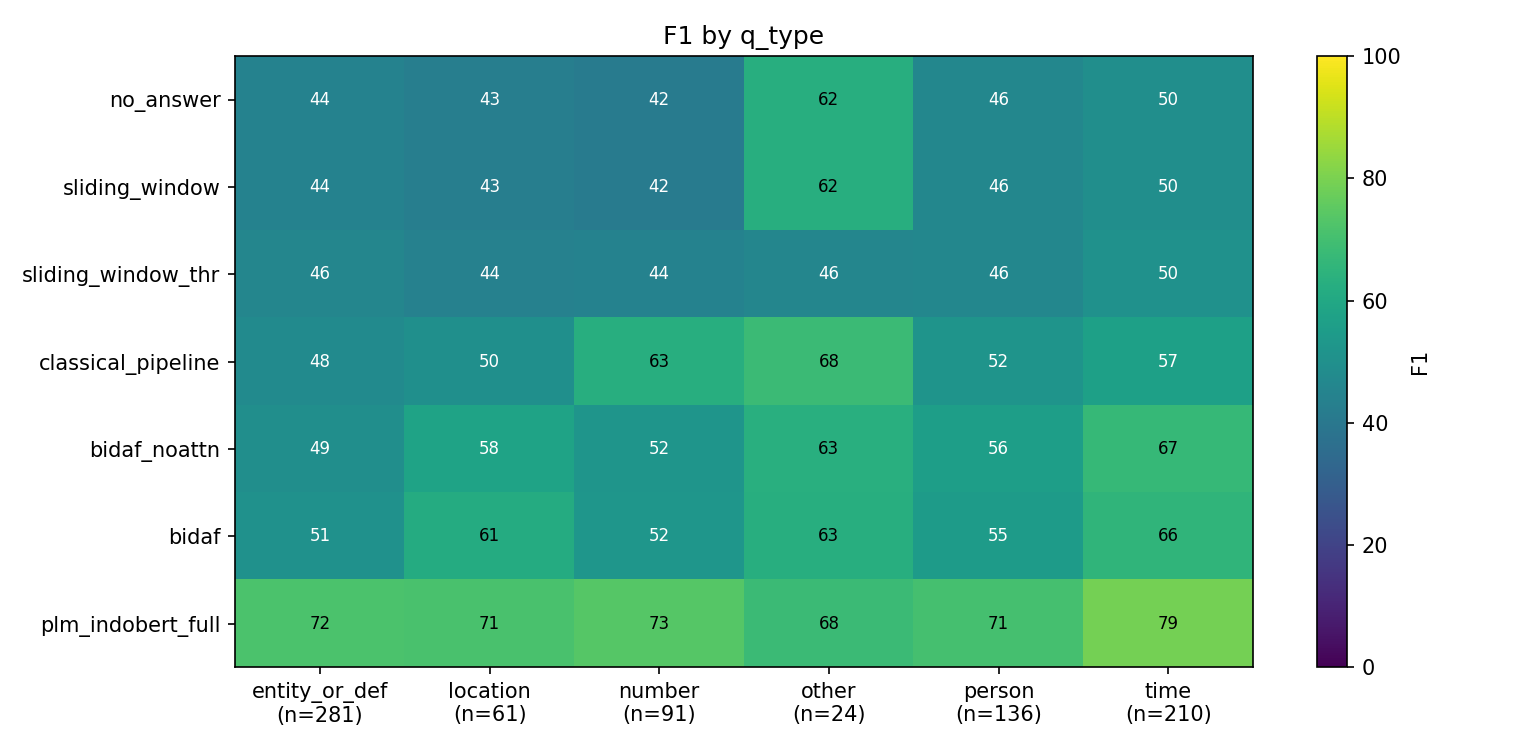 F1 by q_type
no_answer 44 43 42 62 46 50
sliding_window 44 43 42 62 46 50
sliding_window_thr 46 44 44 46 46 50
classical_pipeline 48 50 63 68 52 57
bidaf_noattn 49 58 52 63 56 67
bidaf 51 61 52 63 55 66
plm_indobert_full 72 71 73 68 71 79
entity_or_def location number other person time
(n=281) (n=61) (n=91) (n=24) (n=136) (n=210)
100
80
60
40
20
0
F1